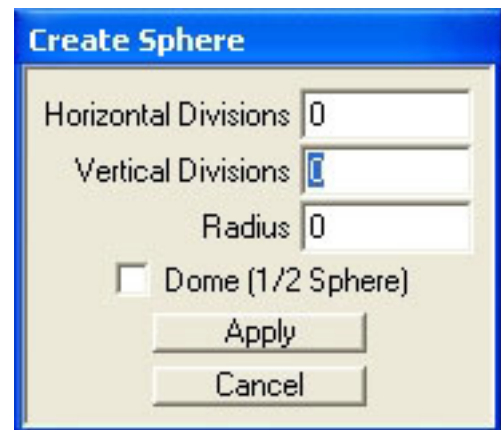 Create Sphere
Horizontal Divisions 0
Vertical Divisions 0
Radius 0
Dome (1/2 Sphere)
Apply
Cancel